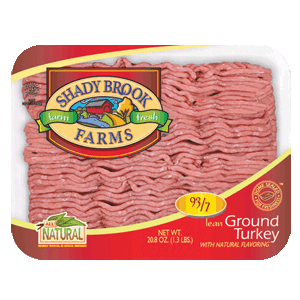 SHADY BROOK
farm fresh
FARMS
93/7
lean Ground
Turkey
WITH NATURAL FLAVORING
ALL
NATURAL
NET WT.
20.8 OZ. (1.3 LBS.)